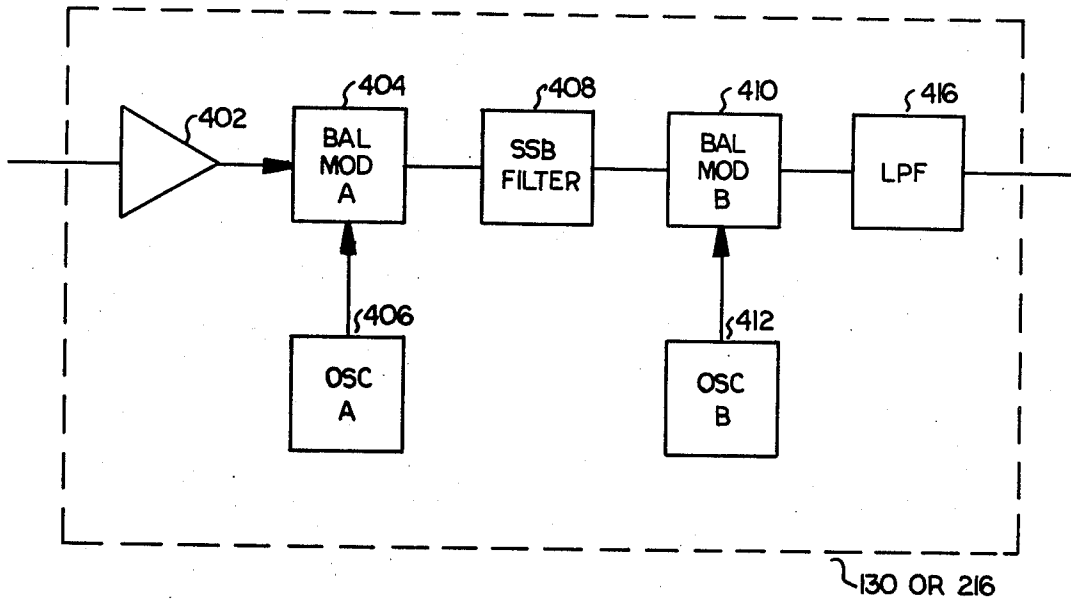 402
404
BAL
MOD
A
408
SSB
FILTER
410
BAL
MOD
B
416
LPF
406
OSC
A
412
OSC
B
130 OR 216